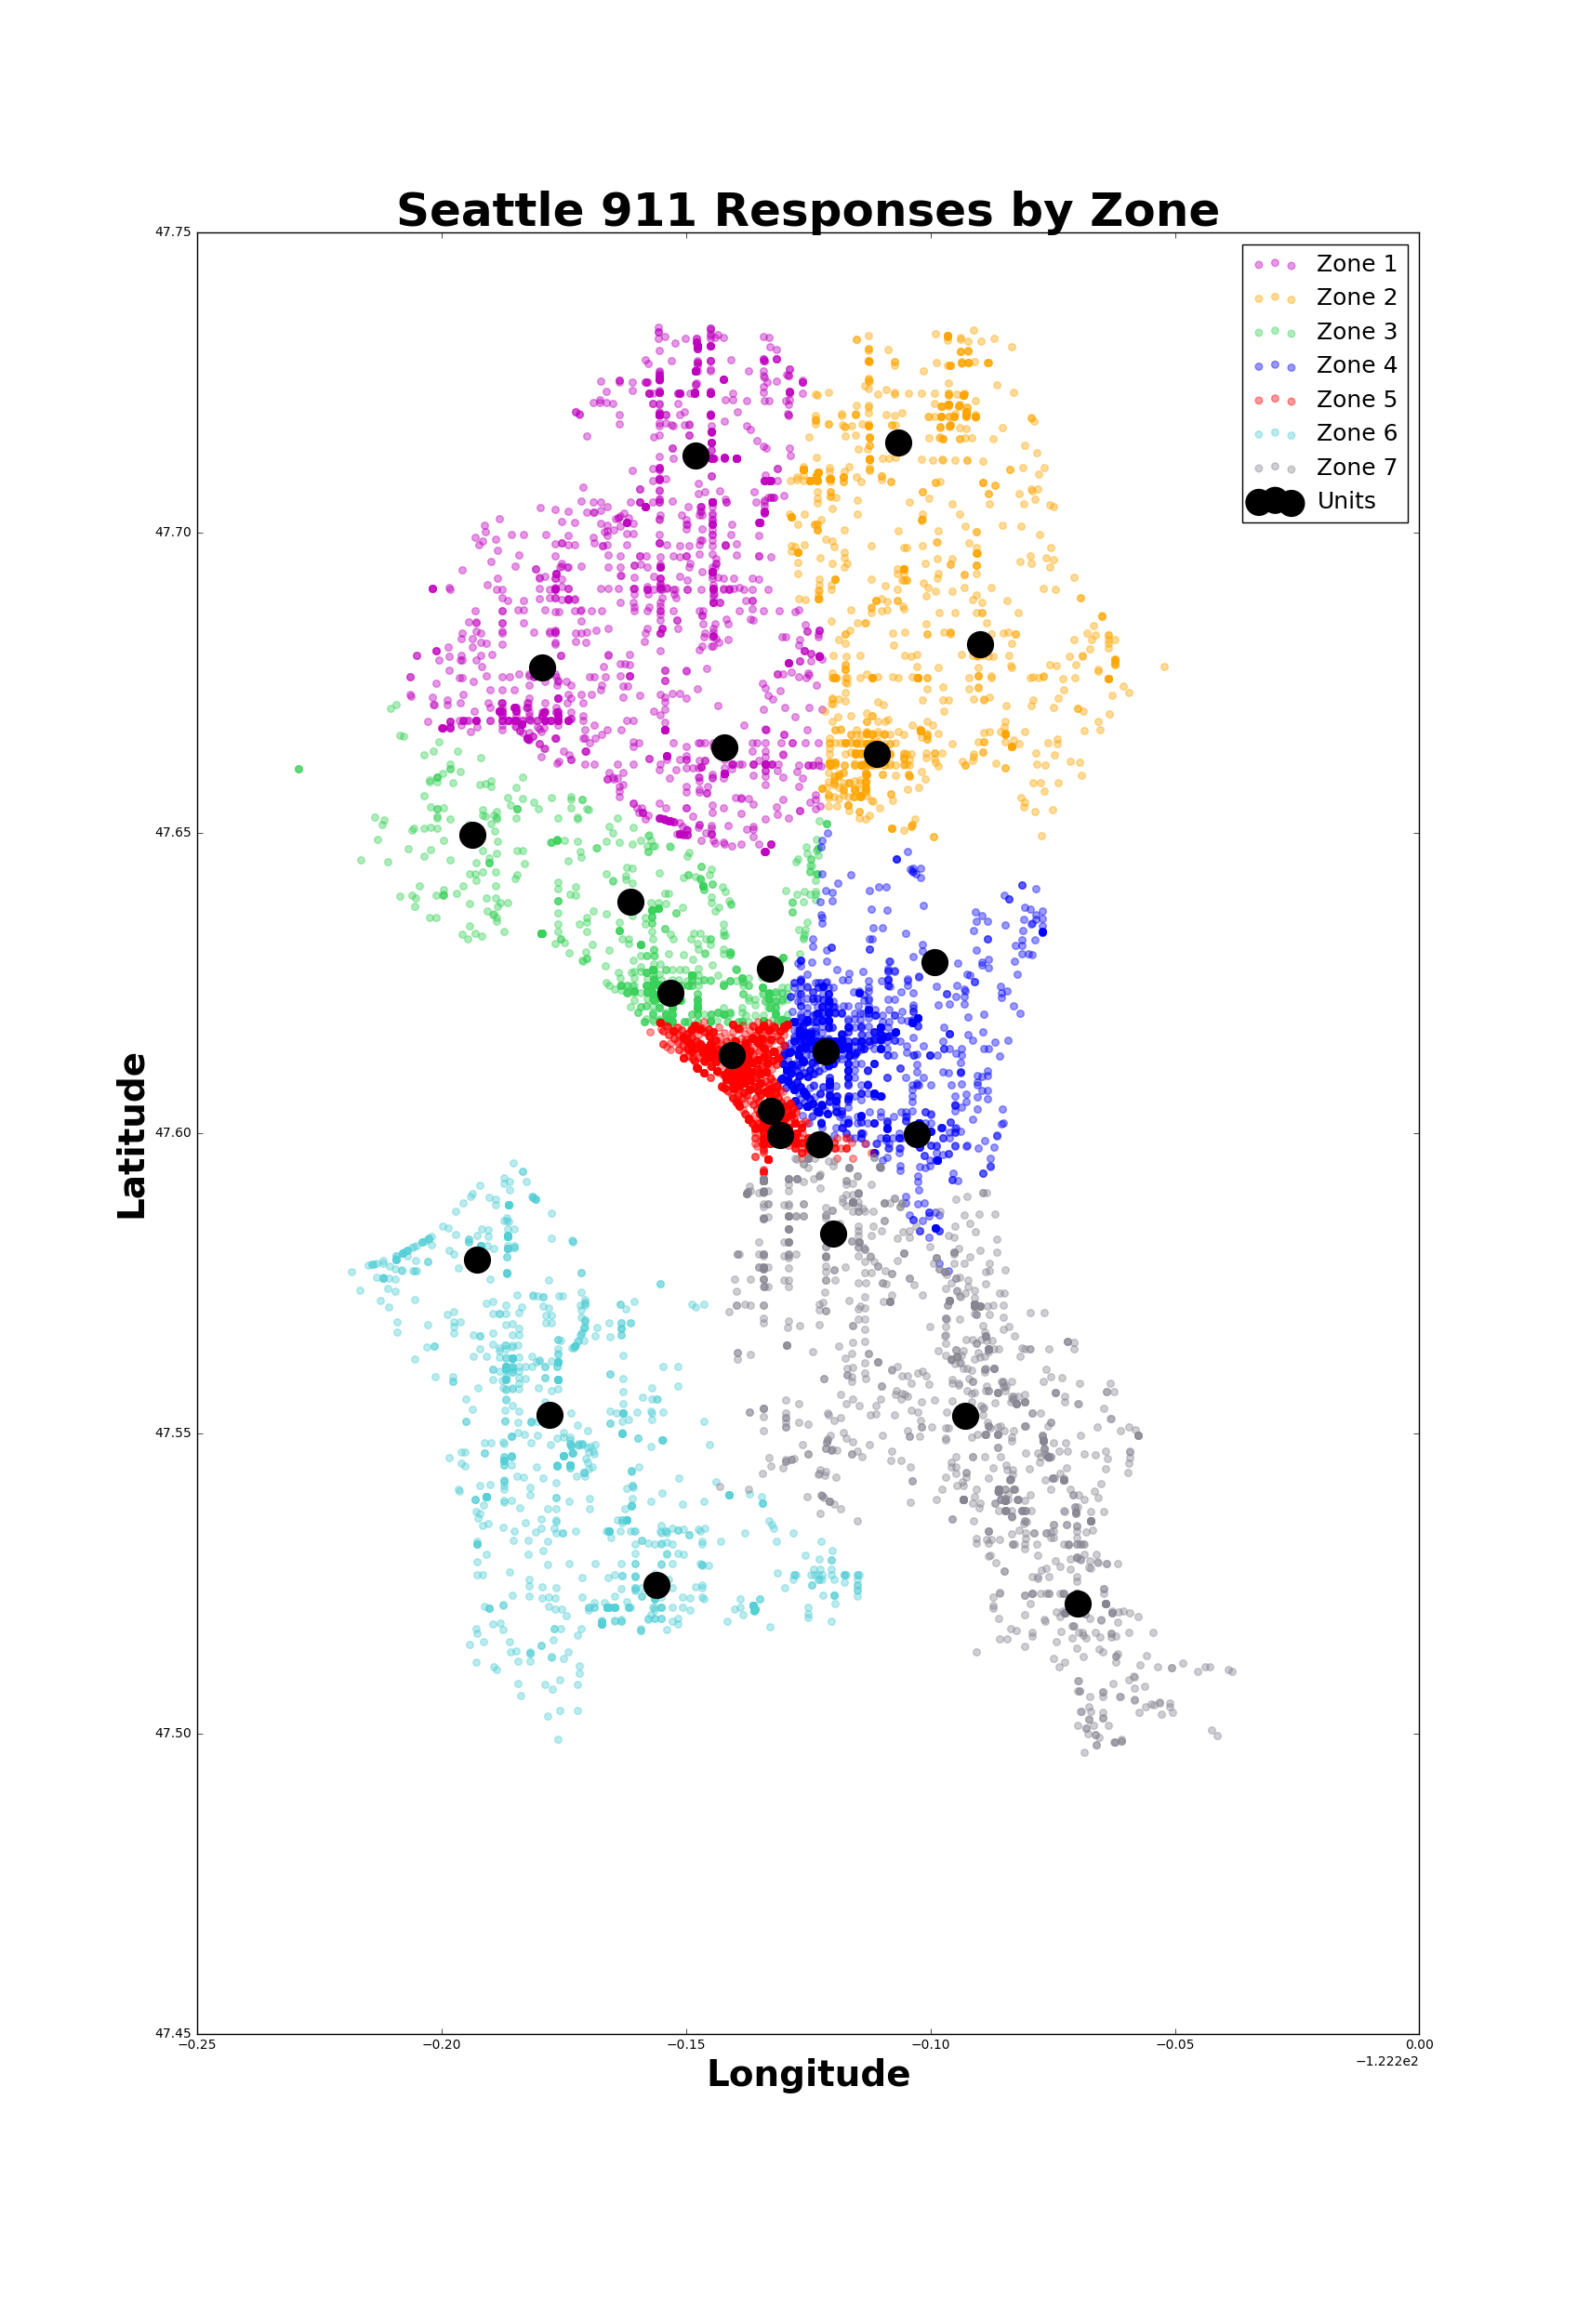 Seattle 911 Responses by Zone
47.75
Zone 1
Zone 2
Zone 3
Zone 4
Zone 5
Zone 6
Zone 7
Units
47.70
47.65
47.60
47.55
47.50
47.45
Latitude
−0.25 −0.20 −0.15 −0.10 −0.05 0.00
−1.222e2
Longitude